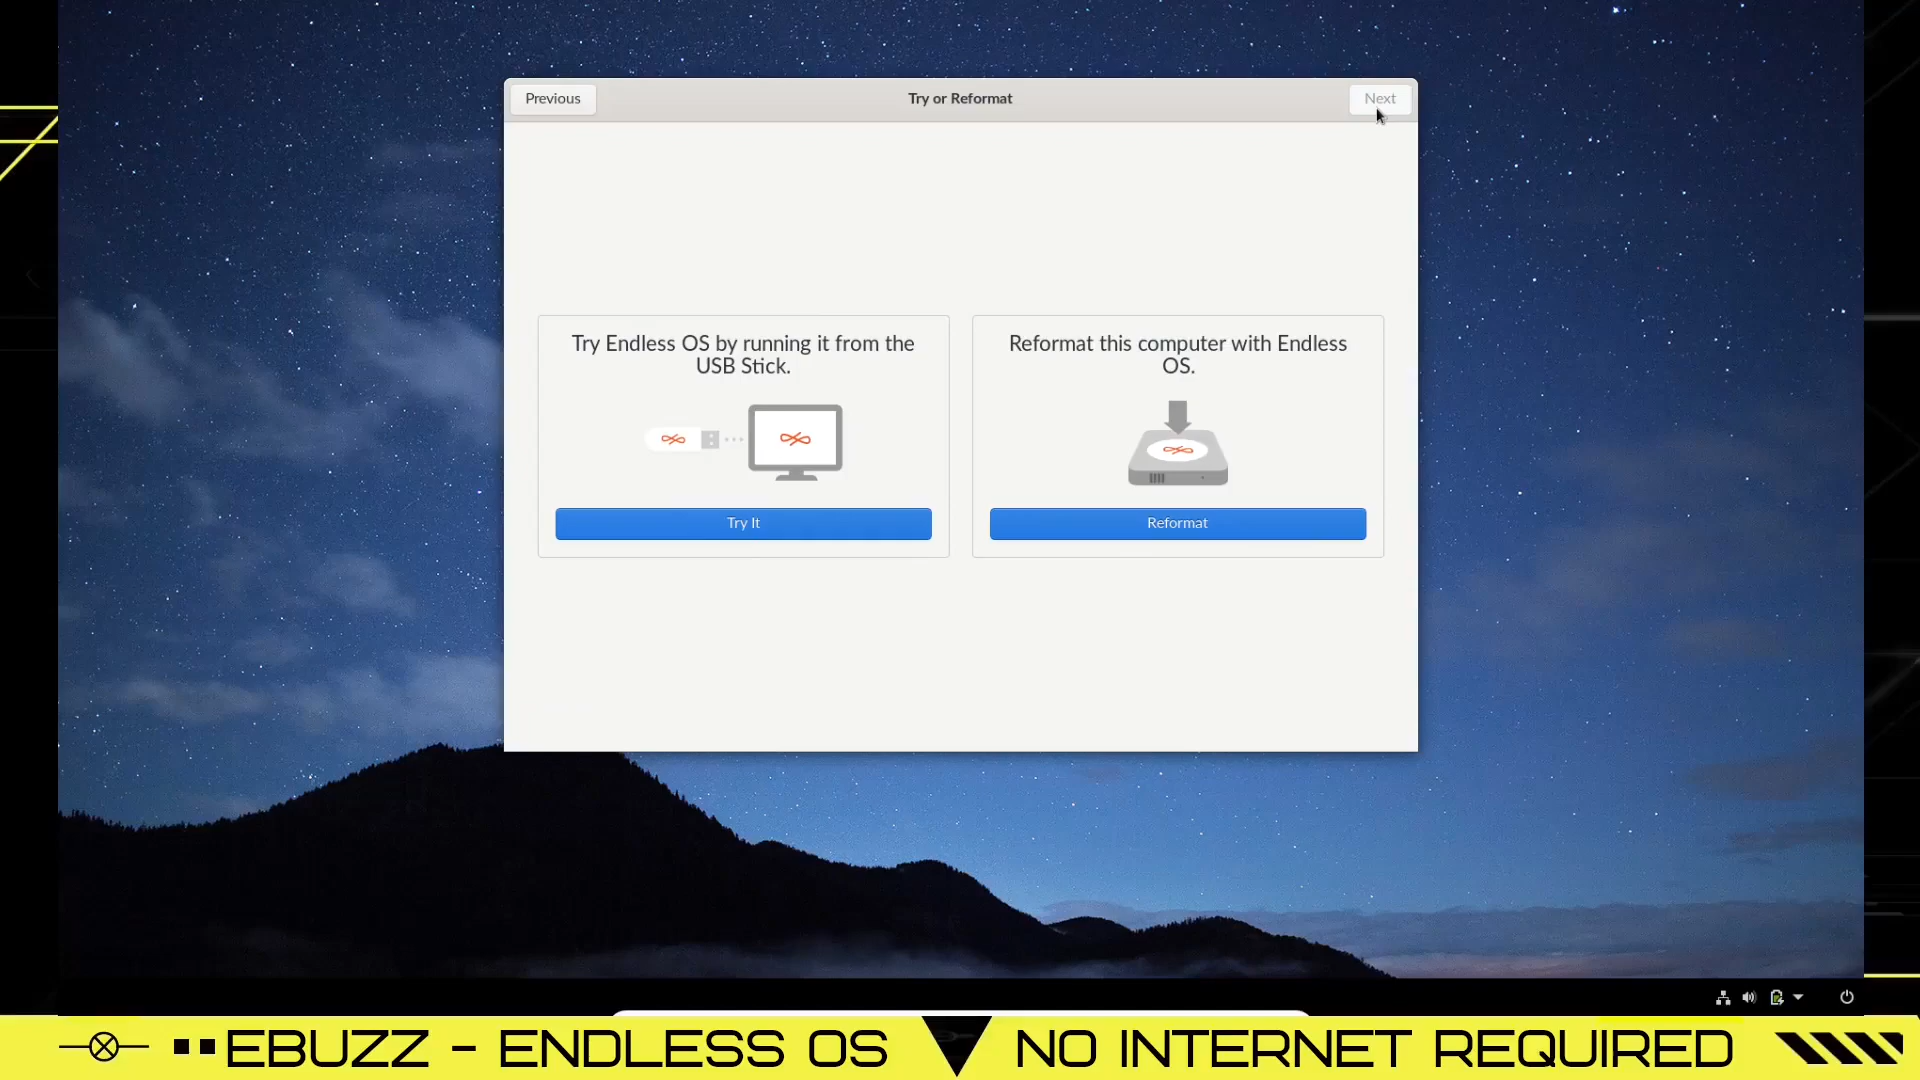 Previous
Try or Reformat
Next
Try Endless OS by running it from the
USB Stick.
Try It
Reformat this computer with Endless
OS.
Reformat
EBUZZ - ENDLESS OS
NO INTERNET REQUIRED